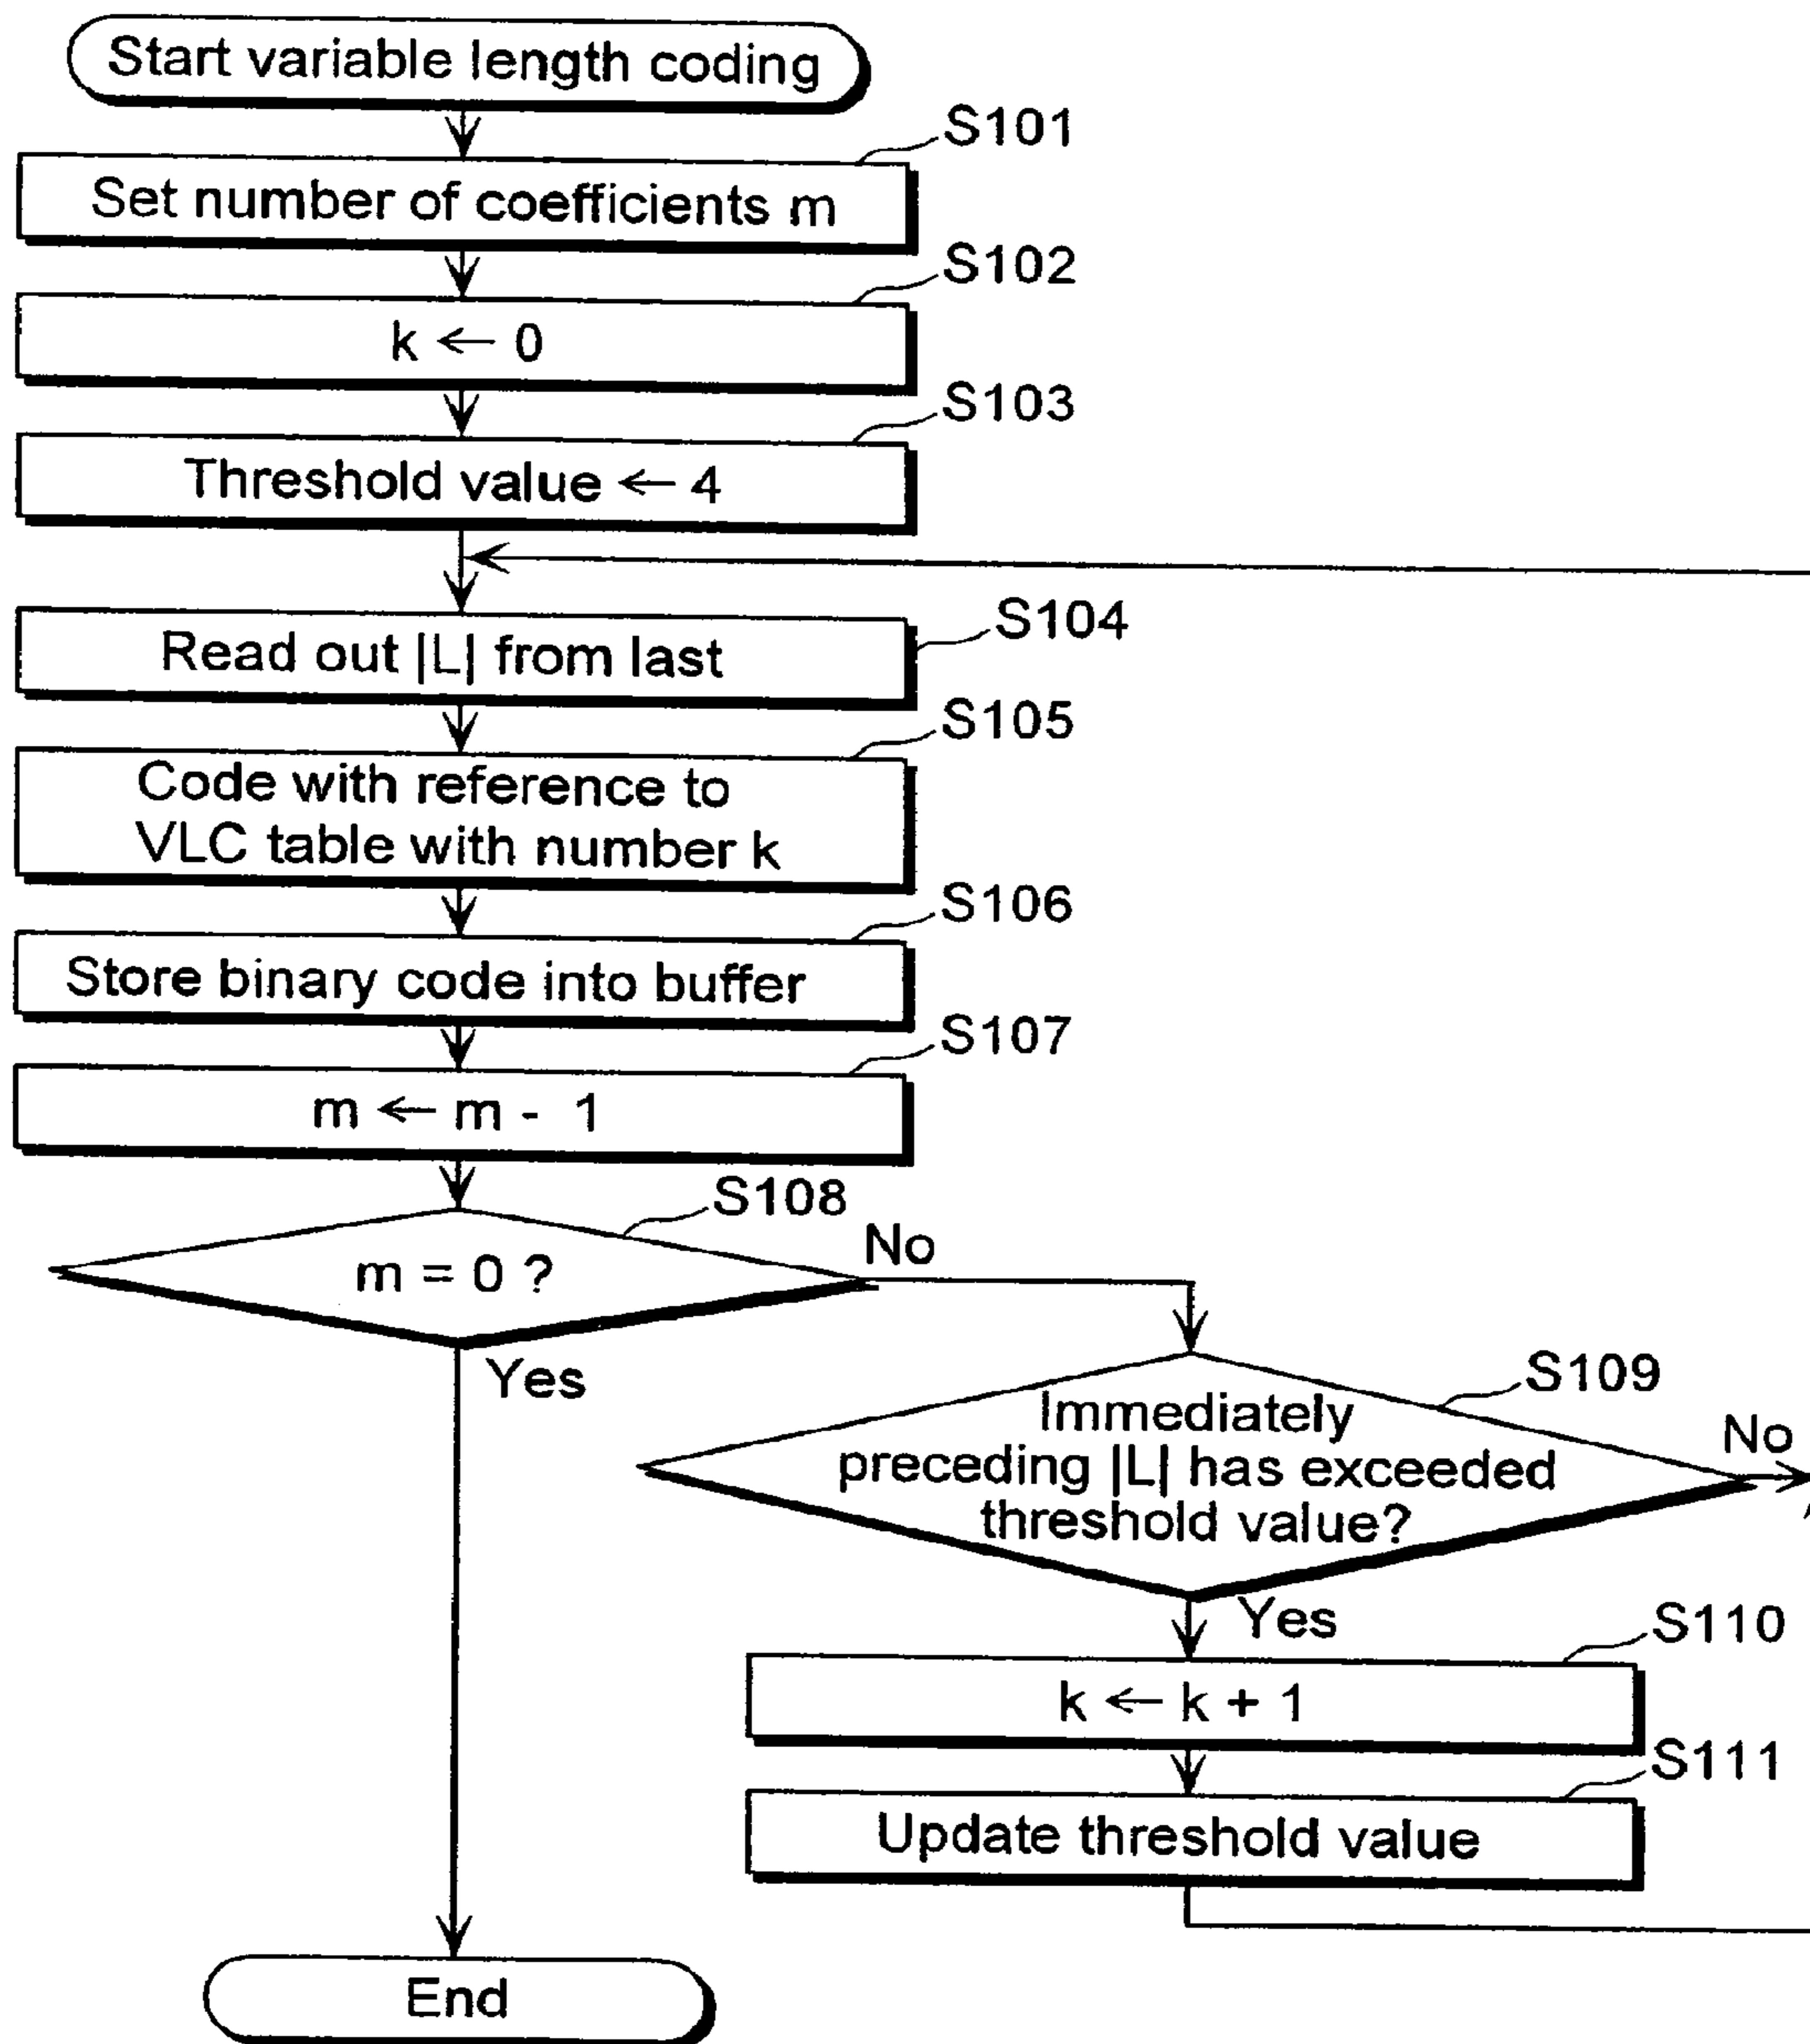 Start variable length coding
S101
Set number of coefficients m
S102
k ← 0
S103
Threshold value ← 4
S104
Read out |L| from last
S105
Code with reference to
VLC table with number k
S106
Store binary code into buffer
S107
m ← m - 1
S108
m = 0 ?
No
Yes
S109
Immediately
preceding |L| has exceeded
threshold value?
No
Yes
S110
k ← k + 1
S111
Update threshold value
End